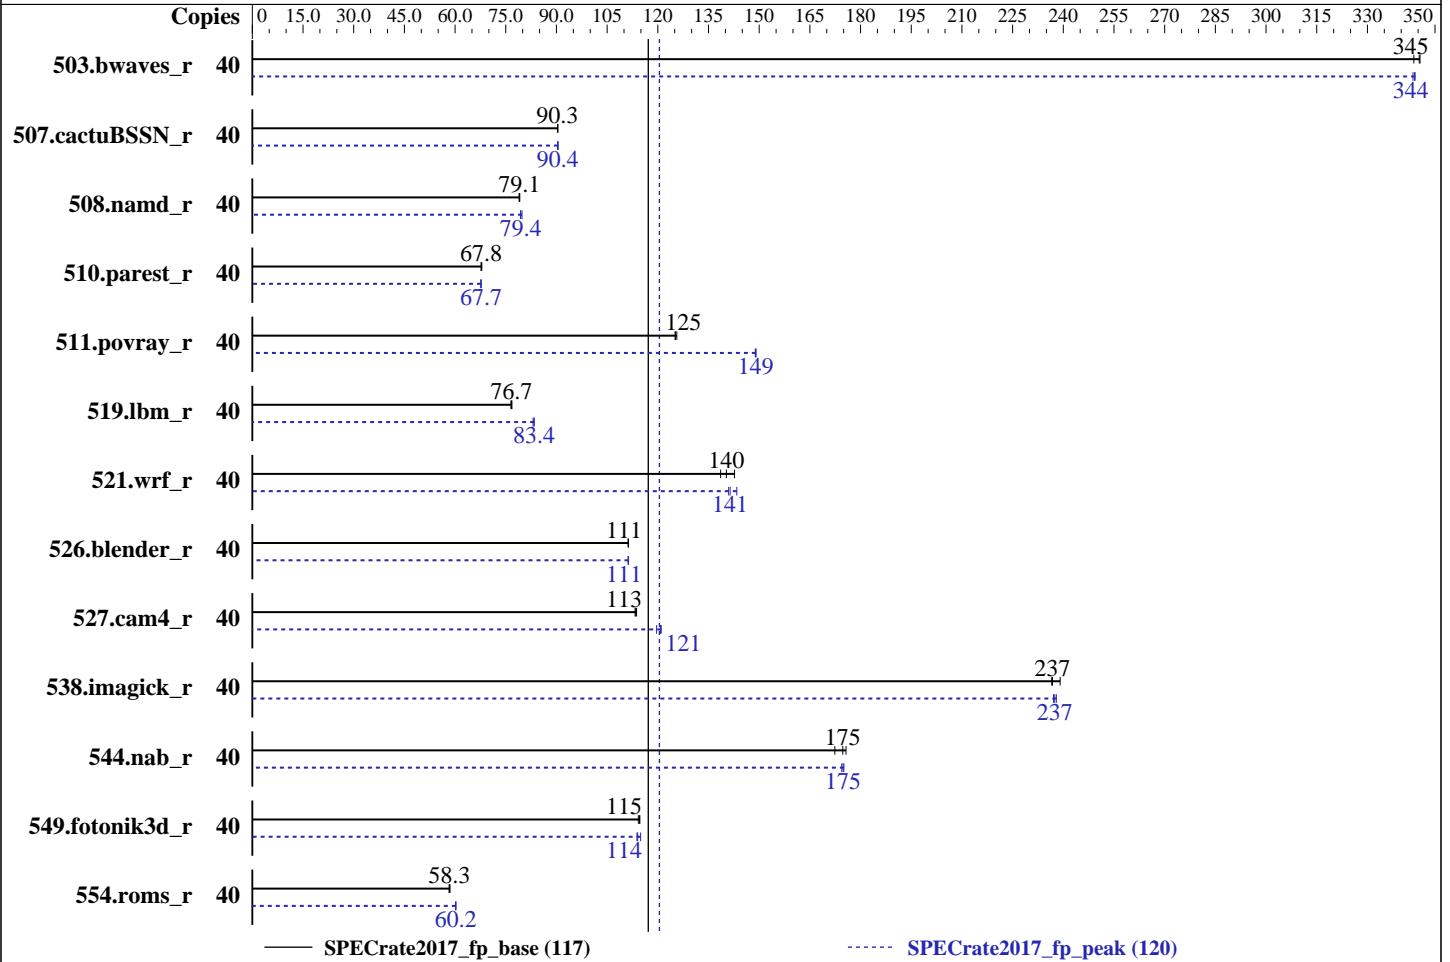 Copies 0 15.0 30.0 45.0 60.0 75.0 90.0 105 120 135 150 165 180 195 210 225 240 255 270 285 300 315 330 350
503.bwaves_r 40 345
344
507.cactuBSSN_r 40 90.3
90.4
508.namd_r 40 79.1
79.4
510.parest_r 40 67.8
67.7
511.povray_r 40 125
149
519.lbm_r 40 76.7
83.4
521.wrf_r 40 140
141
526.blender_r 40 111
111
527.cam4_r 40 113
121
538.imagick_r 40 237
237
544.nab_r 40 175
175
549.fotonik3d_r 40 115
114
554.roms_r 40 58.3
60.2
SPECrate2017_fp_base (117) SPECrate2017_fp_peak (120)